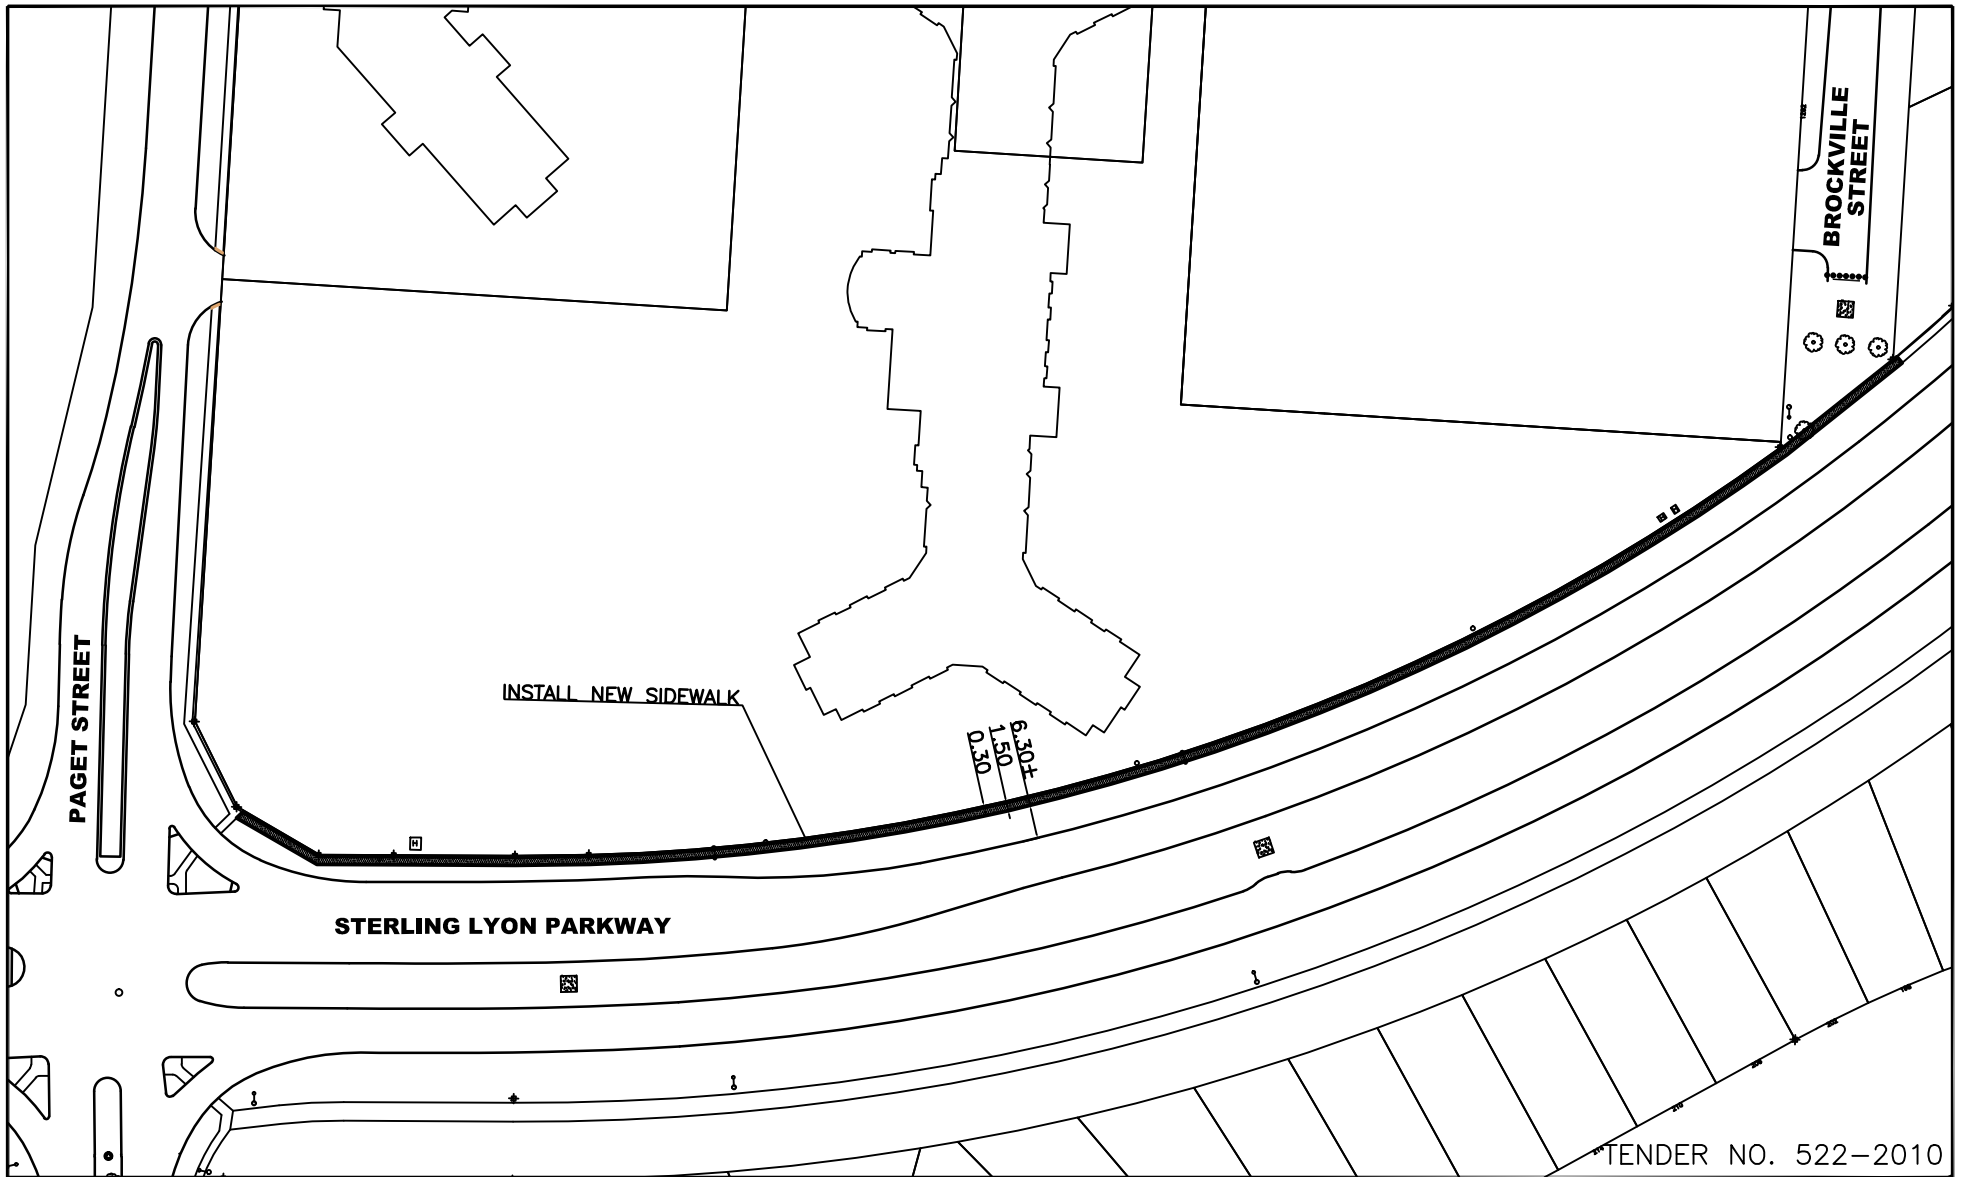 BROCKVILLE
STREET
PAGET STREET
INSTALL NEW SIDEWALK
6.30±
1.50
0.30
H
STERLING LYON PARKWAY
TENDER NO. 522-2010